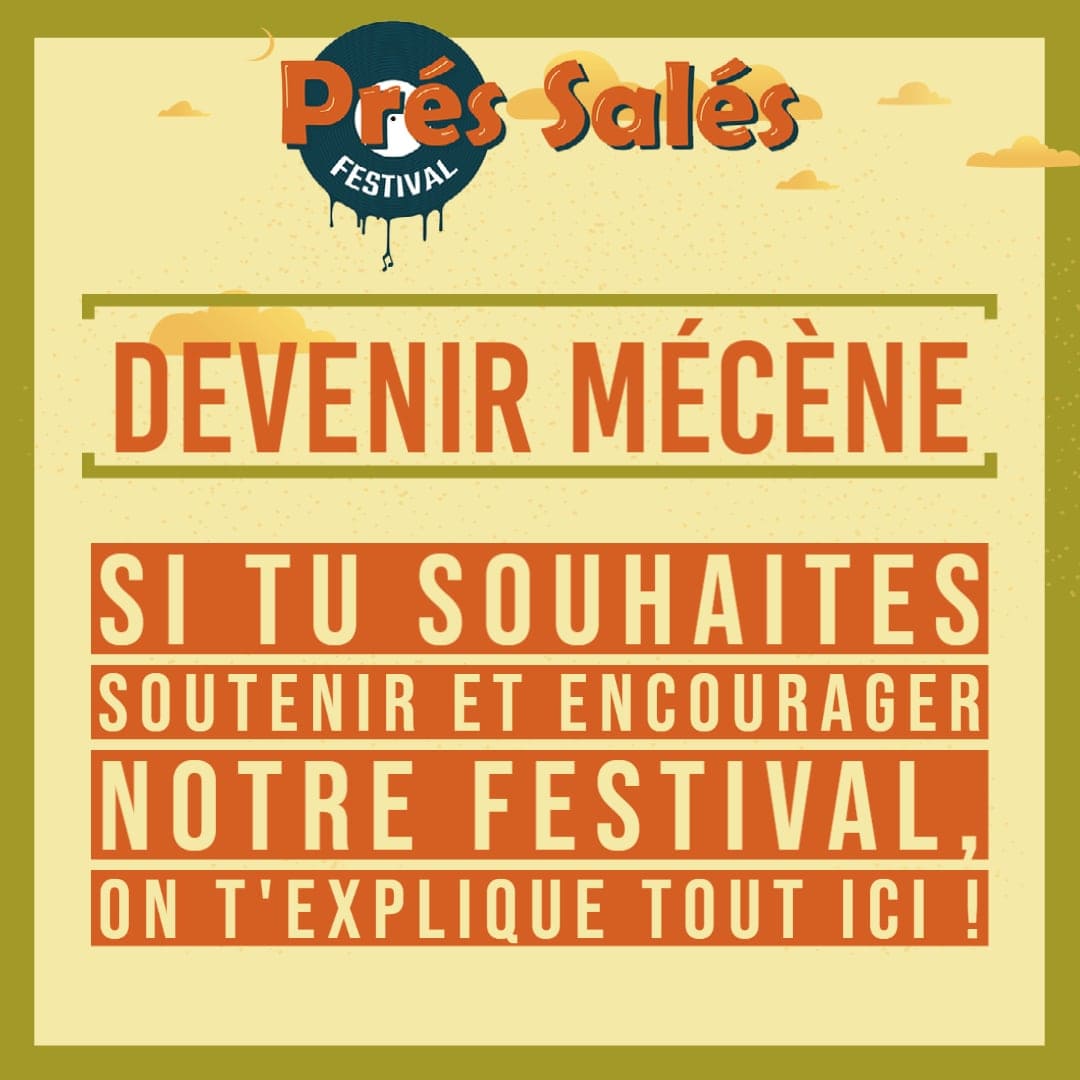 Prés Salés
FESTIVAL
DEVENIR MÉCÈNE
SI TU SOUHAITES
SOUTENIR ET ENCOURAGER
NOTRE FESTIVAL,
ON T'EXPLIQUE TOUT ICI !